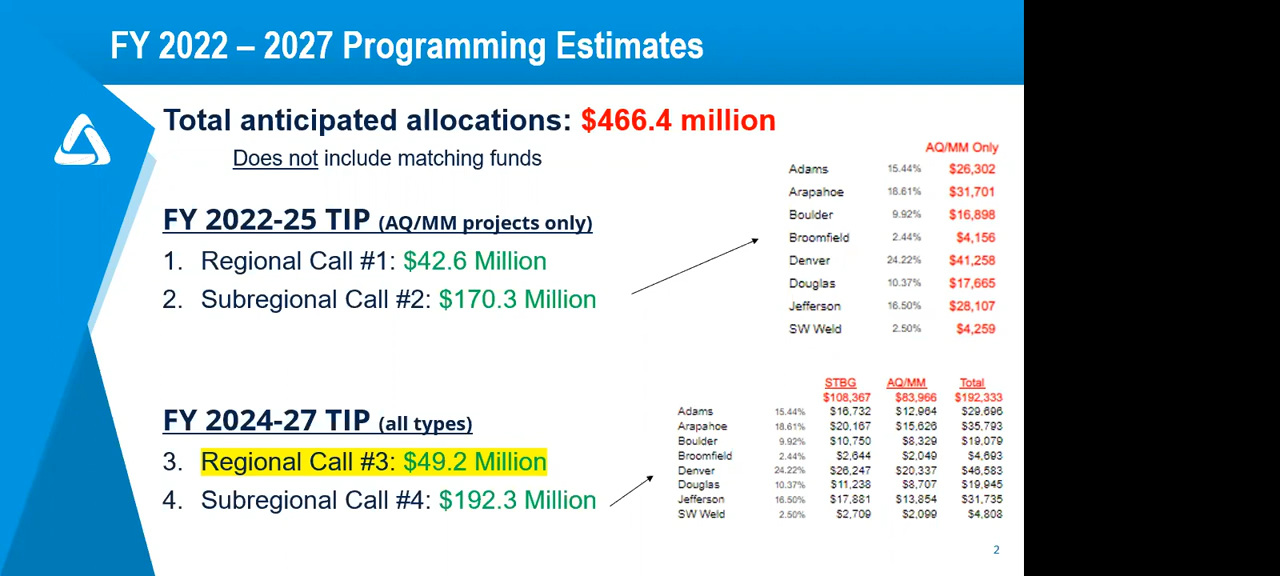 FY 2022 – 2027 Programming Estimates
Total anticipated allocations: $466.4 million
Does not include matching funds
FY 2022-25 TIP (AQ/MM projects only)
1. Regional Call #1: $42.6 Million
2. Subregional Call #2: $170.3 Million
AQ/MM Only
Adams 15.44% $26,302
Arapahoe 18.61% $31,701
Boulder 9.92% $16,898
Broomfield 2.44% $4,156
Denver 24.22% $41,258
Douglas 10.37% $17,665
Jefferson 16.50% $28,107
SW Weld 2.50% $4,259
FY 2024-27 TIP (all types)
3. Regional Call #3: $49.2 Million
4. Subregional Call #4: $192.3 Million
STBG AQ/MM Total
$108,367 $83,966 $192,333
Adams 15.44% $16,732 $12,964 $29,696
Arapahoe 18.61% $20,167 $15,626 $35,793
Boulder 9.92% $10,750 $8,329 $19,079
Broomfield 2.44% $2,644 $2,049 $4,693
Denver 24.22% $26,247 $20,337 $46,583
Douglas 10.37% $11,238 $8,707 $19,945
Jefferson 16.50% $17,881 $13,854 $31,735
SW Weld 2.50% $2,709 $2,099 $4,808
2